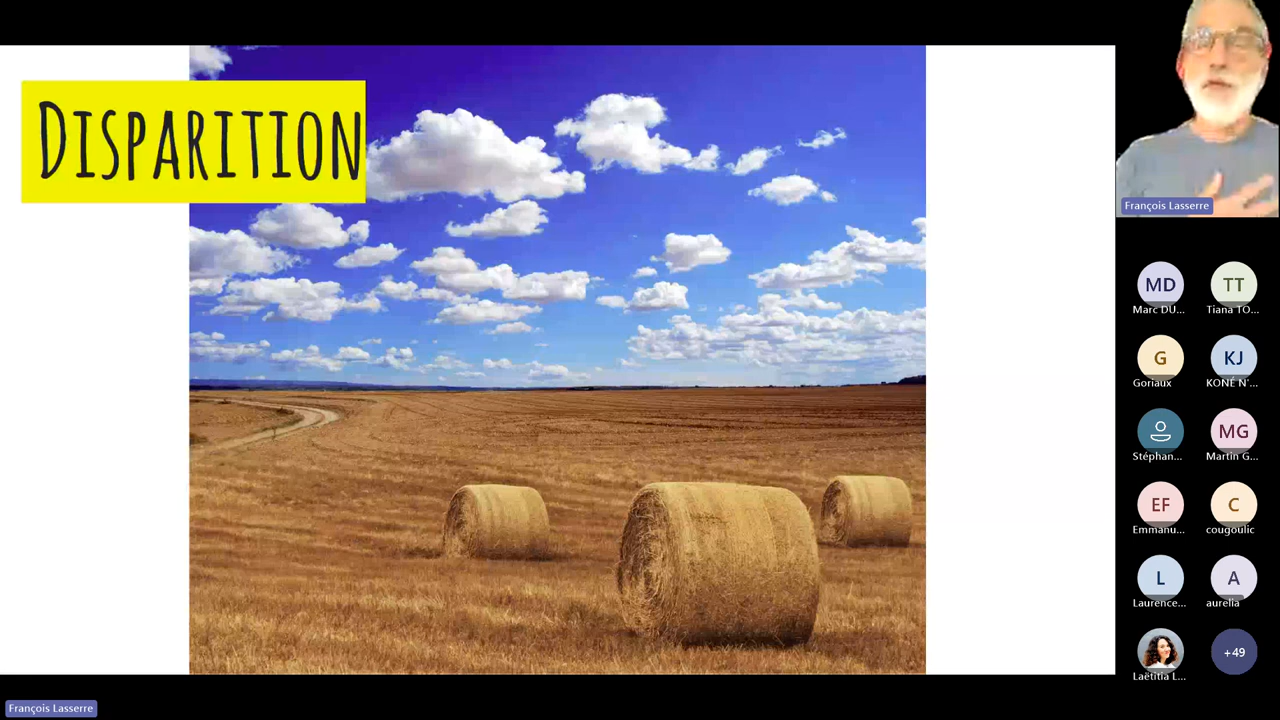 DISPARITION
François Lasserre
MD
Marc DU...
TT
Tiana TO...
G
Goriaux
KJ
KONÉ N'...
Stéphan...
MG
Martin G...
EF
Emmanu...
C
cougoulic
L
Laurence...
A
aurelia
Laëtitia L...
+49
François Lasserre